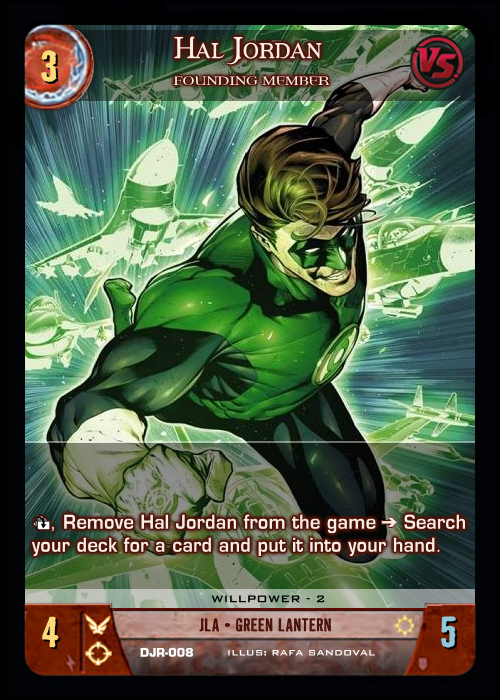 3
HAL JORDAN
VS
FOUNDING MEMBER
, Remove Hal Jordan from the game ➔ Search
your deck for a card and put it into your hand.
WILLPOWER - 2
4
JLA • GREEN LANTERN
5
DJR-008 ILLUS: RAFA SANDOVAL